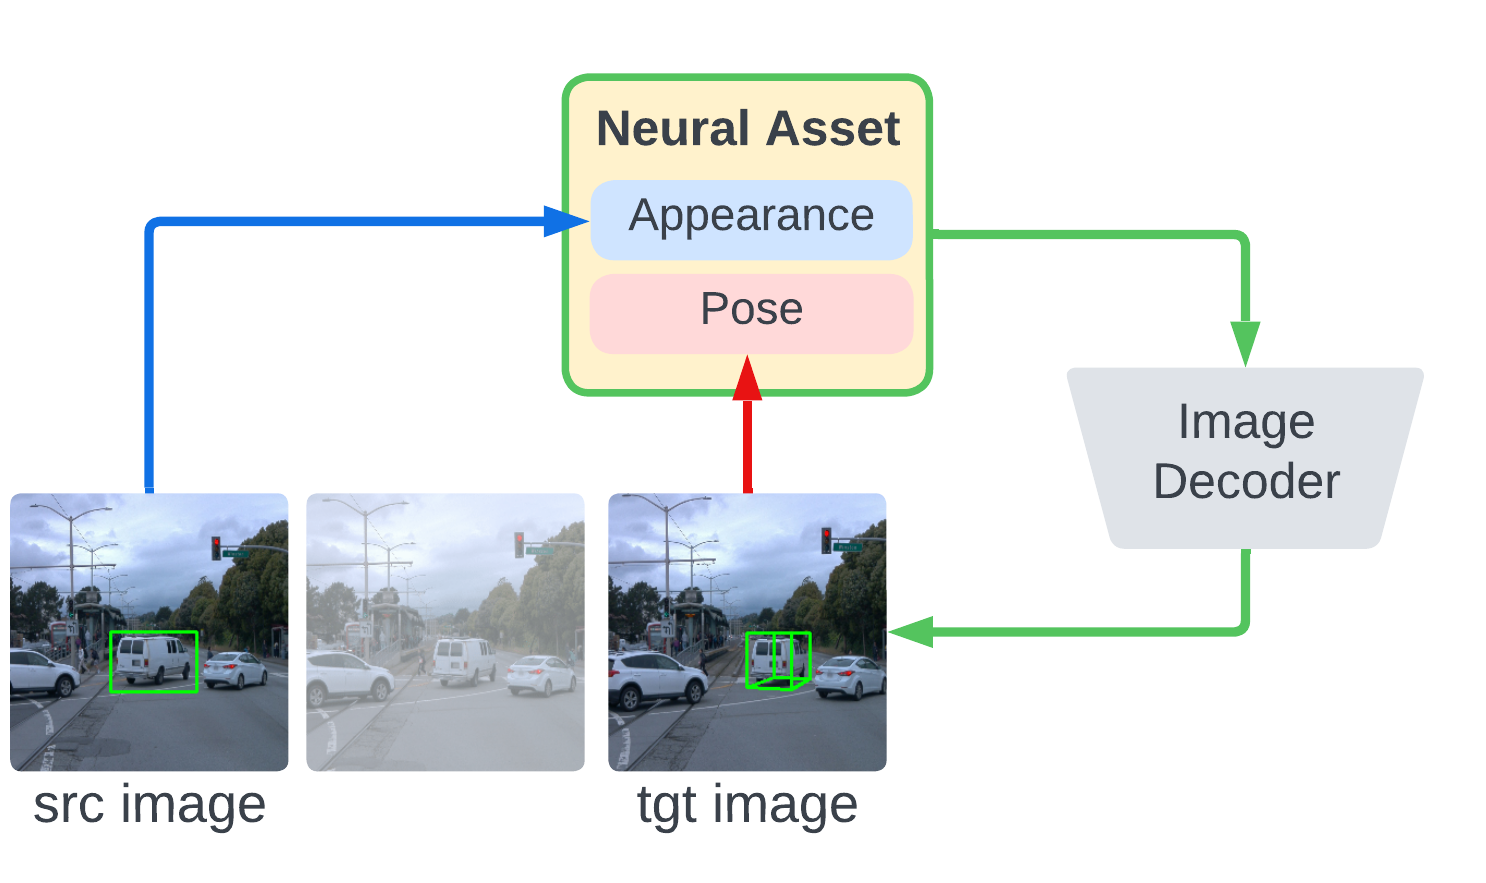 Neural Asset
Appearance
Pose
Image
Decoder
src image
tgt image